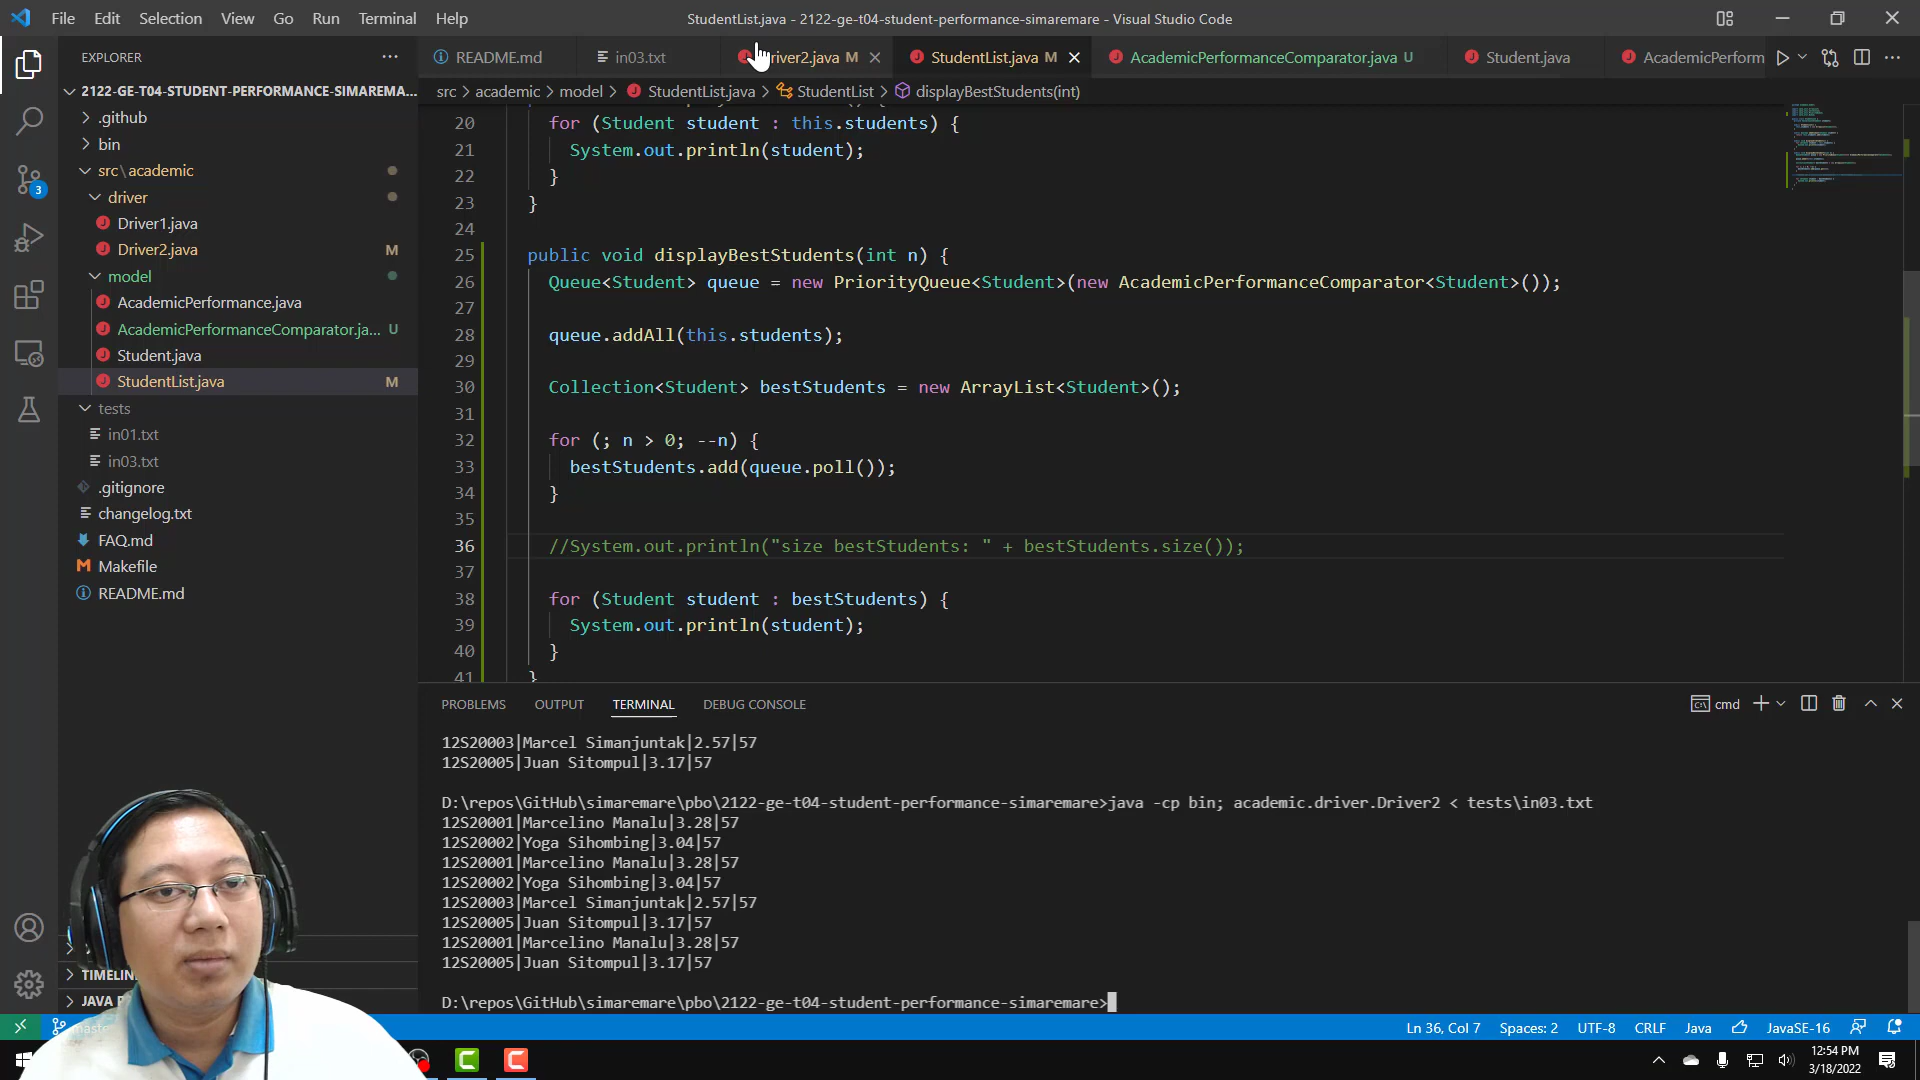 File Edit Selection View Go Run Terminal Help
StudentList.java - 2122-ge-t04-student-performance-simaremare - Visual Studio Code
EXPLORER
README.md
in03.txt
Driver2.java M
StudentList.java M
AcademicPerformanceComparator.java U
Student.java
AcademicPerform
2122-GE-T04-STUDENT-PERFORMANCE-SIMAREMA...
.github
bin
src\academic
driver
Driver1.java
Driver2.java M
model
AcademicPerformance.java
AcademicPerformanceComparator.ja... U
Student.java
StudentList.java M
tests
in01.txt
in03.txt
.gitignore
changelog.txt
FAQ.md
Makefile
README.md
3
src > academic > model > StudentList.java > StudentList > displayBestStudents(int)
20 for (Student student : this.students) {
21 System.out.println(student);
22 }
23 }
24
25 public void displayBestStudents(int n) {
26 Queue<Student> queue = new PriorityQueue<Student>(new AcademicPerformanceComparator<Student>());
27
28 queue.addAll(this.students);
29
30 Collection<Student> bestStudents = new ArrayList<Student>();
31
32 for (; n > 0; --n) {
33 bestStudents.add(queue.poll());
34 }
35
36 //System.out.println("size bestStudents: " + bestStudents.size());
37
38 for (Student student : bestStudents) {
39 System.out.println(student);
40 }
41 }
PROBLEMS OUTPUT TERMINAL DEBUG CONSOLE
cmd
12S20003|Marcel Simanjuntak|2.57|57
12S20005|Juan Sitompul|3.17|57
D:\repos\GitHub\simaremare\pbo\2122-ge-t04-student-performance-simaremare>java -cp bin; academic.driver.Driver2 < tests\in03.txt
12S20001|Marcelino Manalu|3.28|57
12S20002|Yoga Sihombing|3.04|57
12S20001|Marcelino Manalu|3.28|57
12S20002|Yoga Sihombing|3.04|57
12S20003|Marcel Simanjuntak|2.57|57
12S20005|Juan Sitompul|3.17|57
12S20001|Marcelino Manalu|3.28|57
12S20005|Juan Sitompul|3.17|57
D:\repos\GitHub\simaremare\pbo\2122-ge-t04-student-performance-simaremare>
TIMELIN
JAVA P
master
Ln 36, Col 7 Spaces: 2 UTF-8 CRLF Java JavaSE-16
12:54 PM
3/18/2022